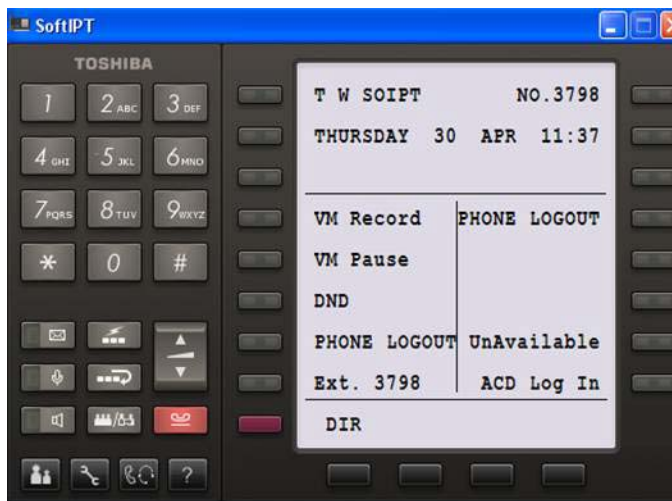 SoftIPT
TOSHIBA
1 2 ABC 3 DEF
4 GHI 5 JKL 6 MNO
7 PQRS 8 TUV 9 WXYZ
* 0 #
?
T W SOIPT NO.3798
THURSDAY 30 APR 11:37
VM Record PHONE LOGOUT
VM Pause
DND
PHONE LOGOUT UnAvailable
Ext. 3798 ACD Log In
DIR